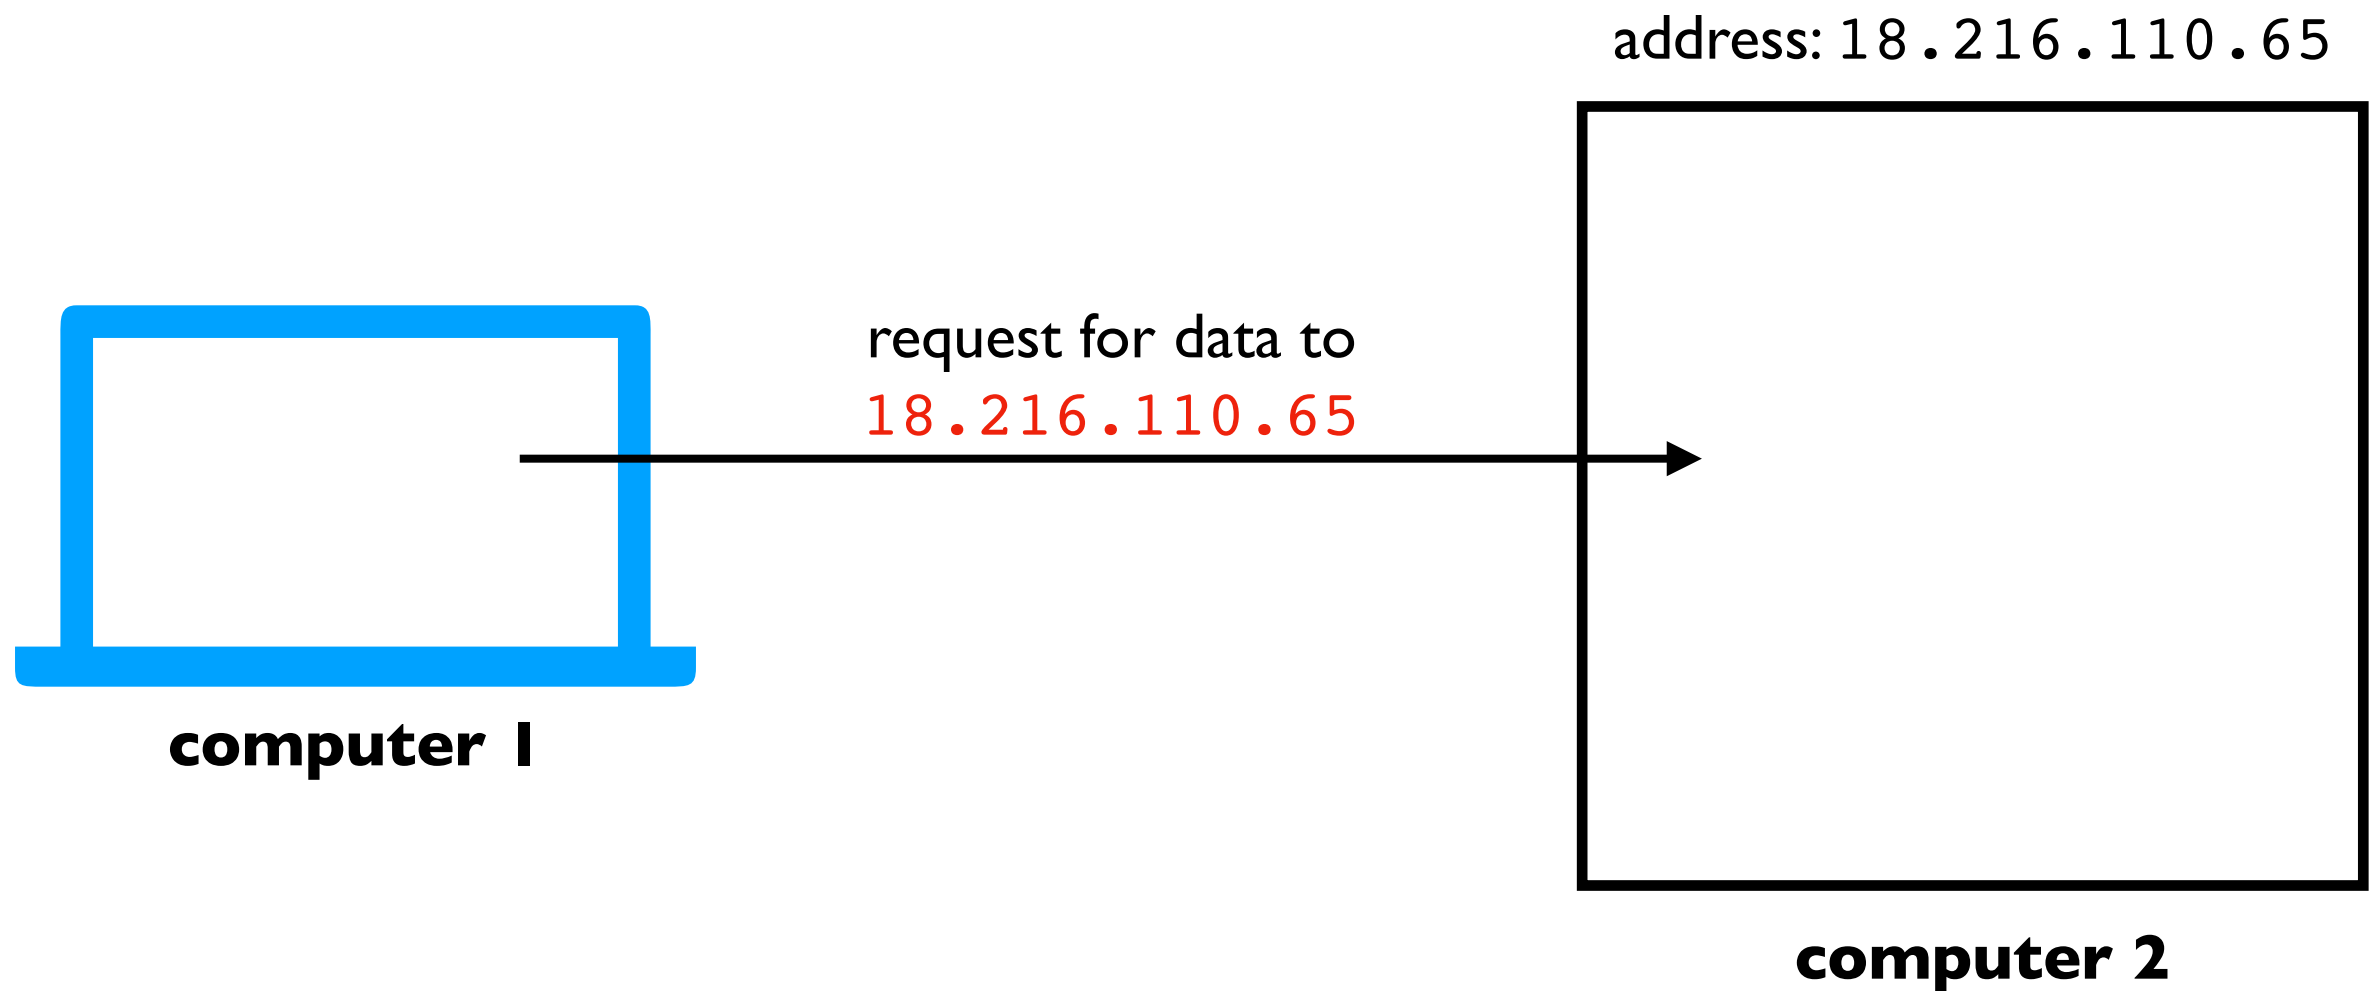 address: 18.216.110.65
request for data to
18.216.110.65
computer 1
computer 2